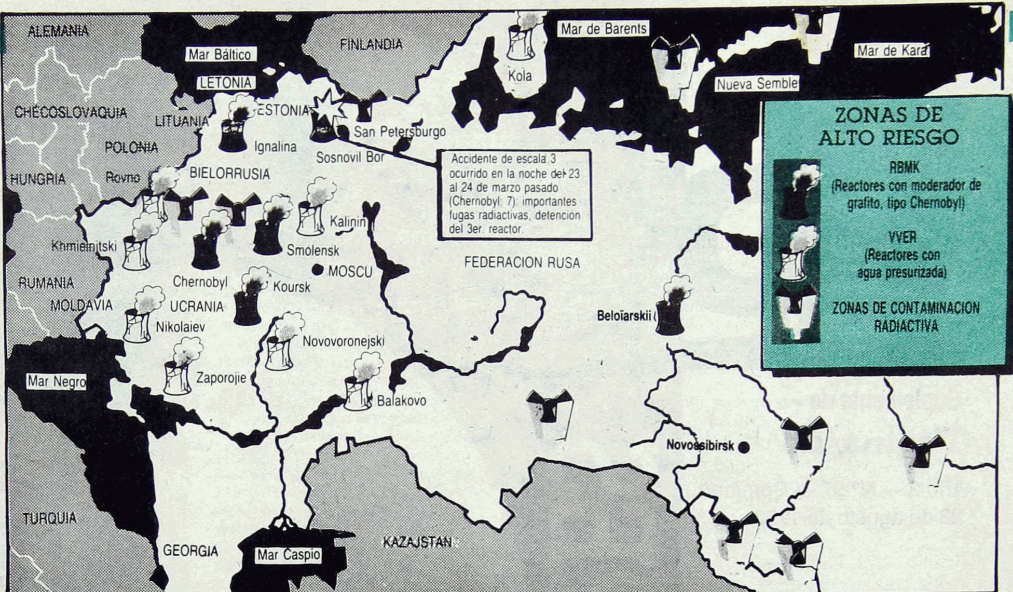 ALEMANIA
Mar Báltico
FINLANDIA
Mar de Barents
Mar de Kara
Kola
Nueva Semble
LETONIA
CHECOSLOVAQUIA
LITUANIA
ESTONIA
San Petersburgo
Ignalina
Sosnovil Bor
POLONIA
HUNGRIA
Rovno
BIELORRUSIA
Accidente de escala 3
ocurrido en la noche del 23
al 24 de marzo pasado
(Chernobyl: 7): importantes
fugas radiactivas, detención
del 3er. reactor.
Kalinin
Khmielnitski
Smolensk
MOSCU
FEDERACION RUSA
RUMANIA
Chernobyl
Koursk
MOLDAVIA
UCRANIA
Nikolaiev
Beloïarskii
Novovoronejski
Mar Negro
Zaporojie
Balakovo
Novossibirsk
TURQUIA
GEORGIA
Mar Caspio
KAZAJSTAN
ZONAS DE
ALTO RIESGO
RBMK
(Reactores con moderador de
grafito, tipo Chernobyl)
VVER
(Reactores con
agua presurizada)
ZONAS DE CONTAMINACION
RADIACTIVA